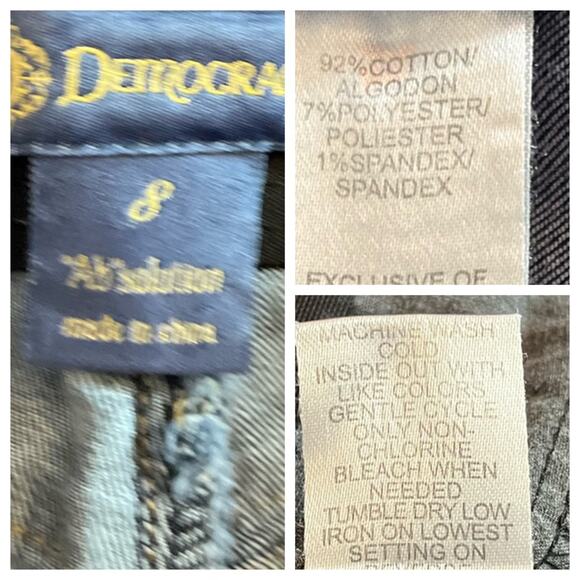 DEMOCRA
8
"Ab"solution
made in china
92%COTTON/
ALGODON
7%POLYESTER/
POLIESTER
1%SPANDEX/
SPANDEX
EXCLUSIVE OF
MACHINE WASH
COLD
INSIDE OUT WITH
LIKE COLORS
GENTLE CYCLE
ONLY NON-
CHLORINE
BLEACH WHEN
NEEDED
TUMBLE DRY LOW
IRON ON LOWEST
SETTING ON
REVERSE